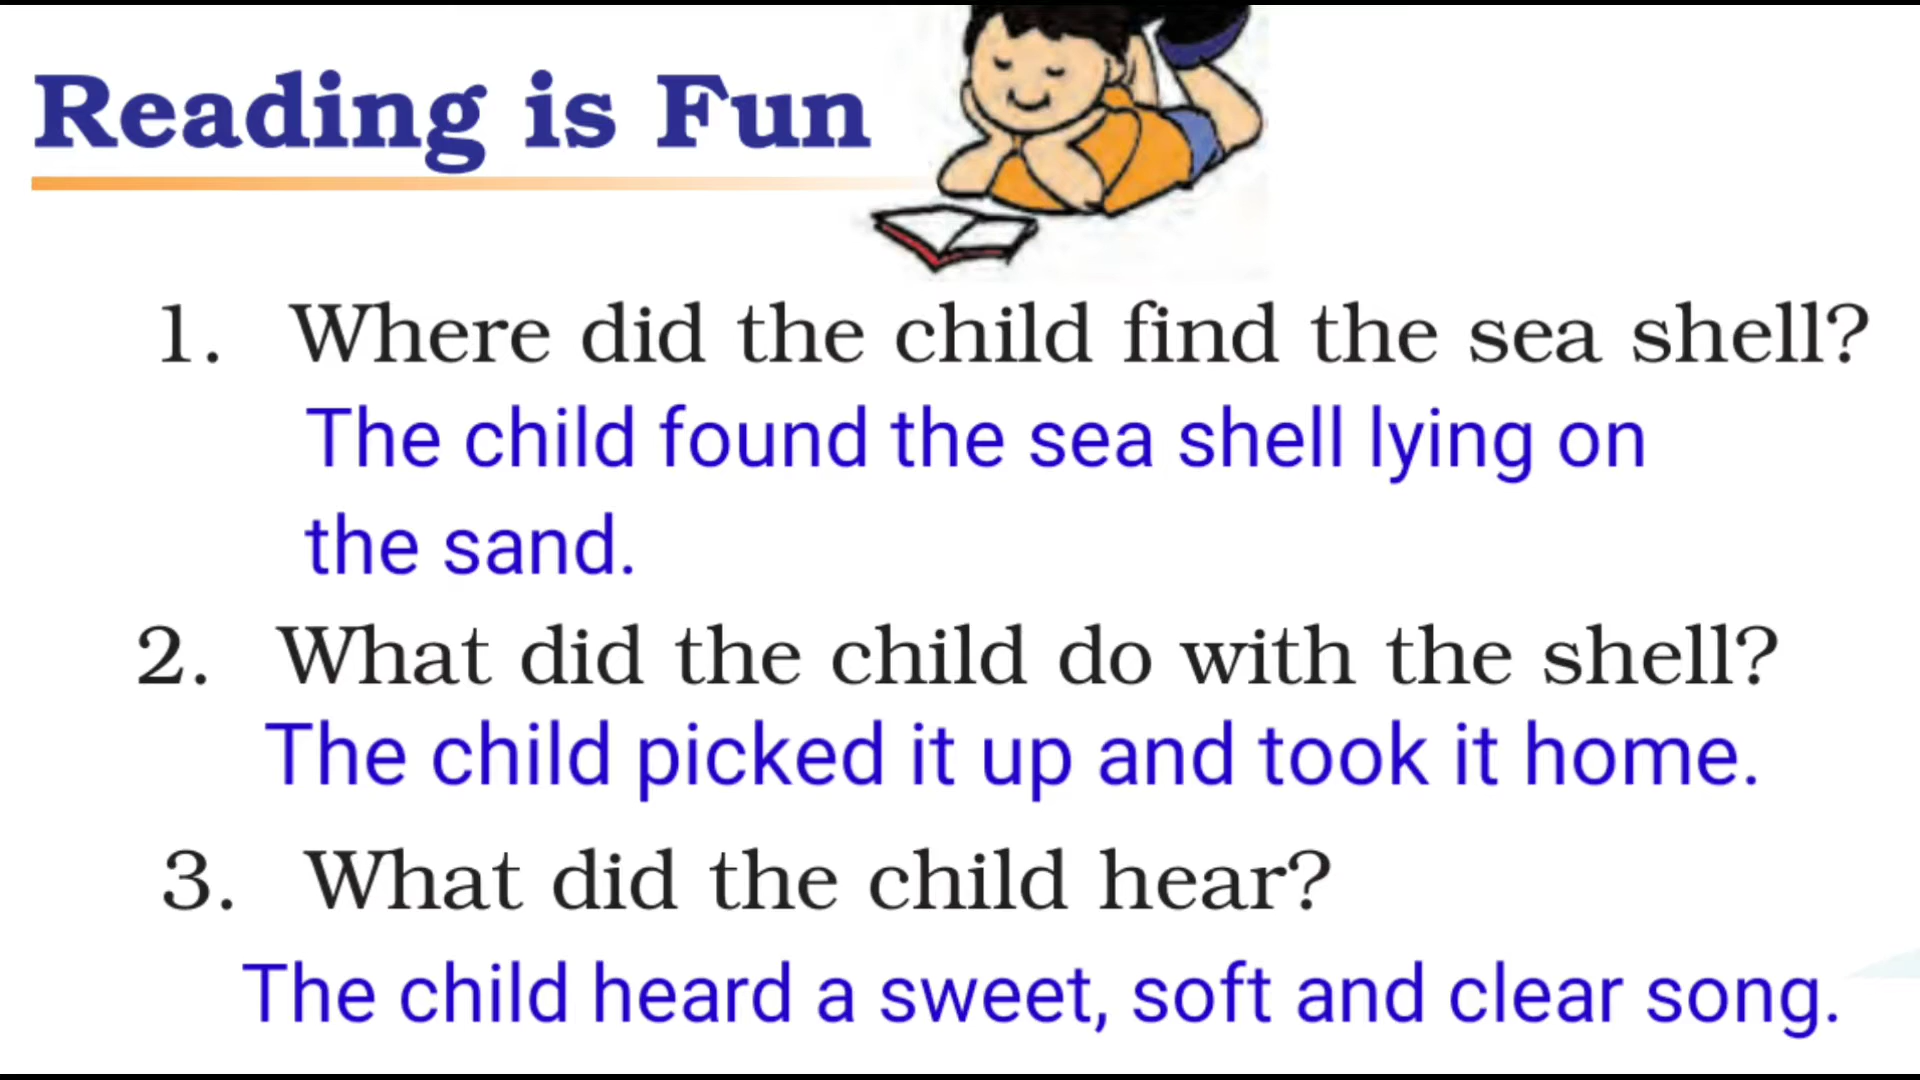 Reading is Fun
1. Where did the child find the sea shell?
The child found the sea shell lying on
the sand.
2. What did the child do with the shell?
The child picked it up and took it home.
3. What did the child hear?
The child heard a sweet, soft and clear song.